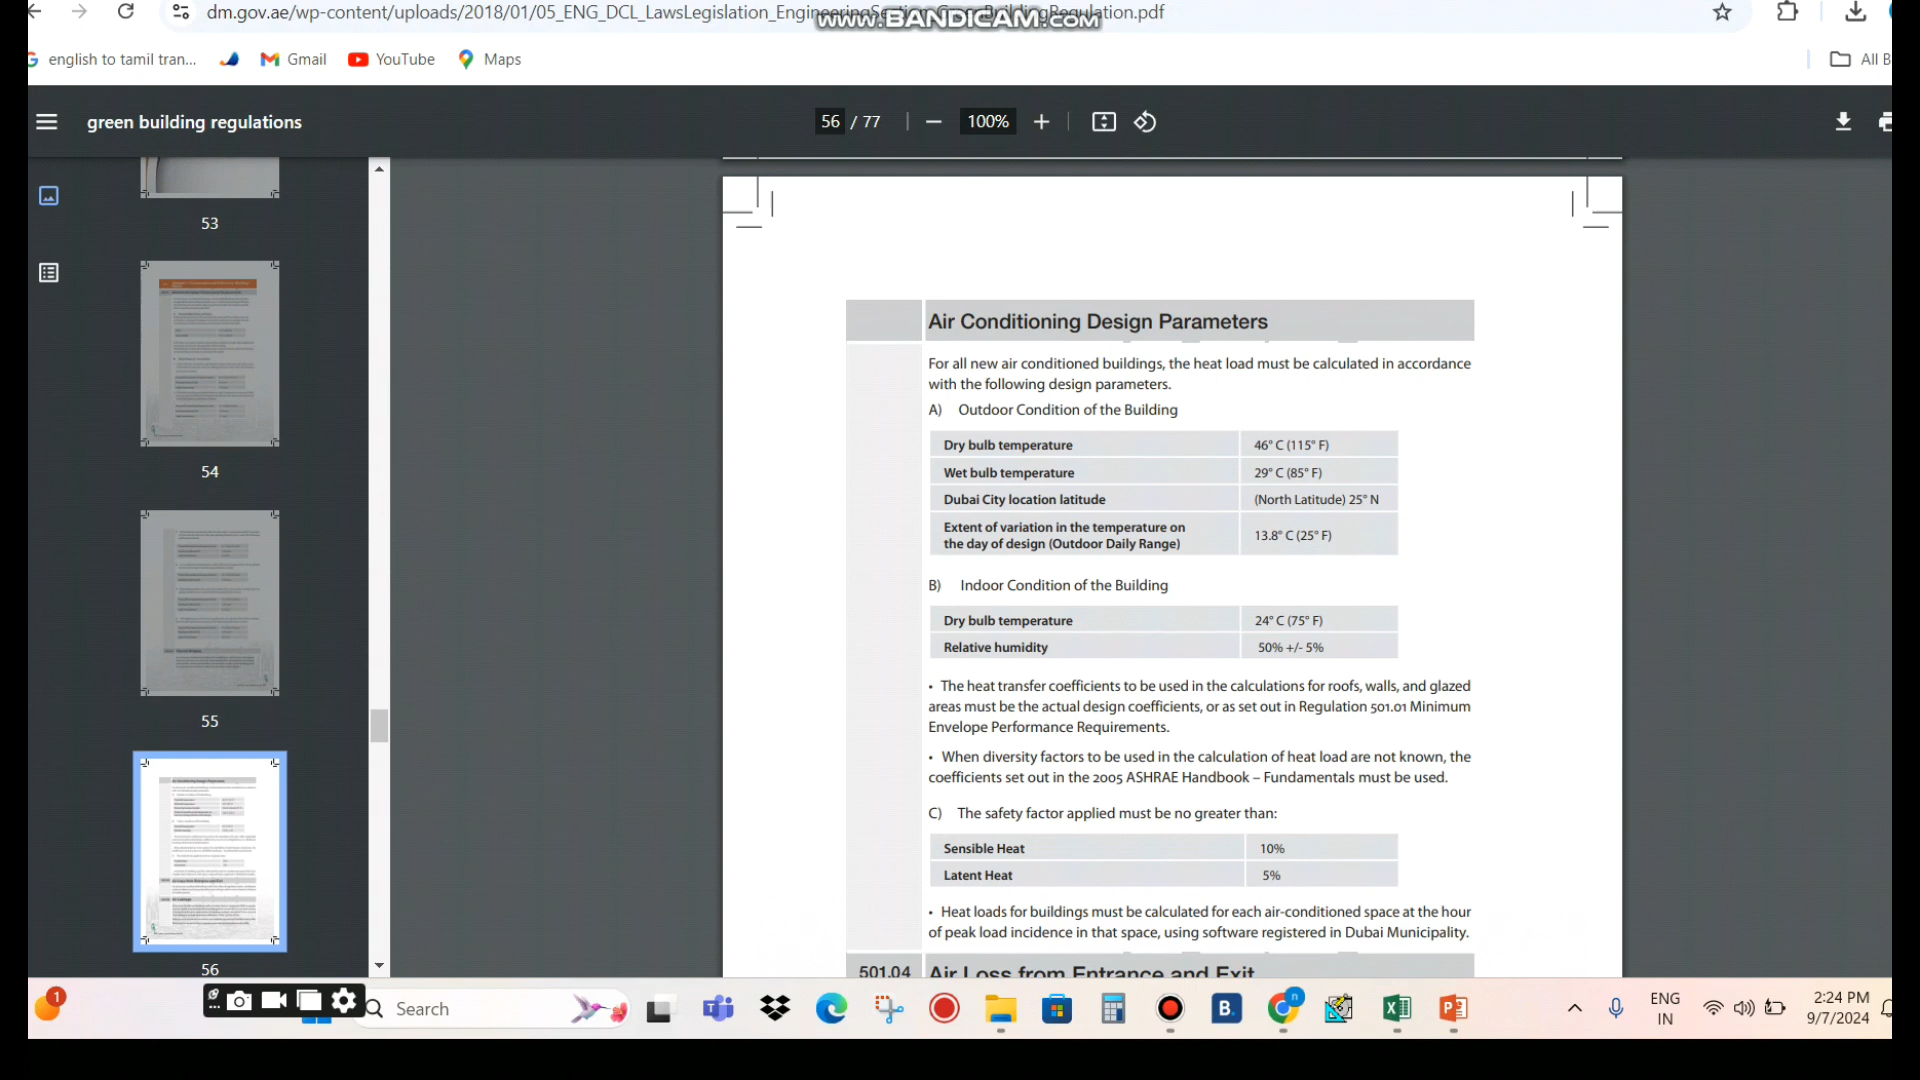 dm.gov.ae/wp-content/uploads/2018/01/05_ENG_DCL_LawsLegislation_EngineeringSection_GreenBuildingRegulation.pdf
www.BANDICAM.com
english to tamil tran...
Gmail
YouTube
Maps
All B
green building regulations
56 / 77
100%
53
54
55
56
Air Conditioning Design Parameters
For all new air conditioned buildings, the heat load must be calculated in accordance
with the following design parameters.
A) Outdoor Condition of the Building
Dry bulb temperature 46° C (115° F)
Wet bulb temperature 29° C (85° F)
Dubai City location latitude (North Latitude) 25° N
Extent of variation in the temperature on
the day of design (Outdoor Daily Range) 13.8° C (25° F)
B) Indoor Condition of the Building
Dry bulb temperature 24° C (75° F)
Relative humidity 50% +/- 5%
• The heat transfer coefficients to be used in the calculations for roofs, walls, and glazed
areas must be the actual design coefficients, or as set out in Regulation 501.01 Minimum
Envelope Performance Requirements.
• When diversity factors to be used in the calculation of heat load are not known, the
coefficients set out in the 2005 ASHRAE Handbook – Fundamentals must be used.
C) The safety factor applied must be no greater than:
Sensible Heat 10%
Latent Heat 5%
• Heat loads for buildings must be calculated for each air-conditioned space at the hour
of peak load incidence in that space, using software registered in Dubai Municipality.
501.04 Air Loss from Entrance and Exit
1
Search
B.
n
ENG
IN
2:24 PM
9/7/2024